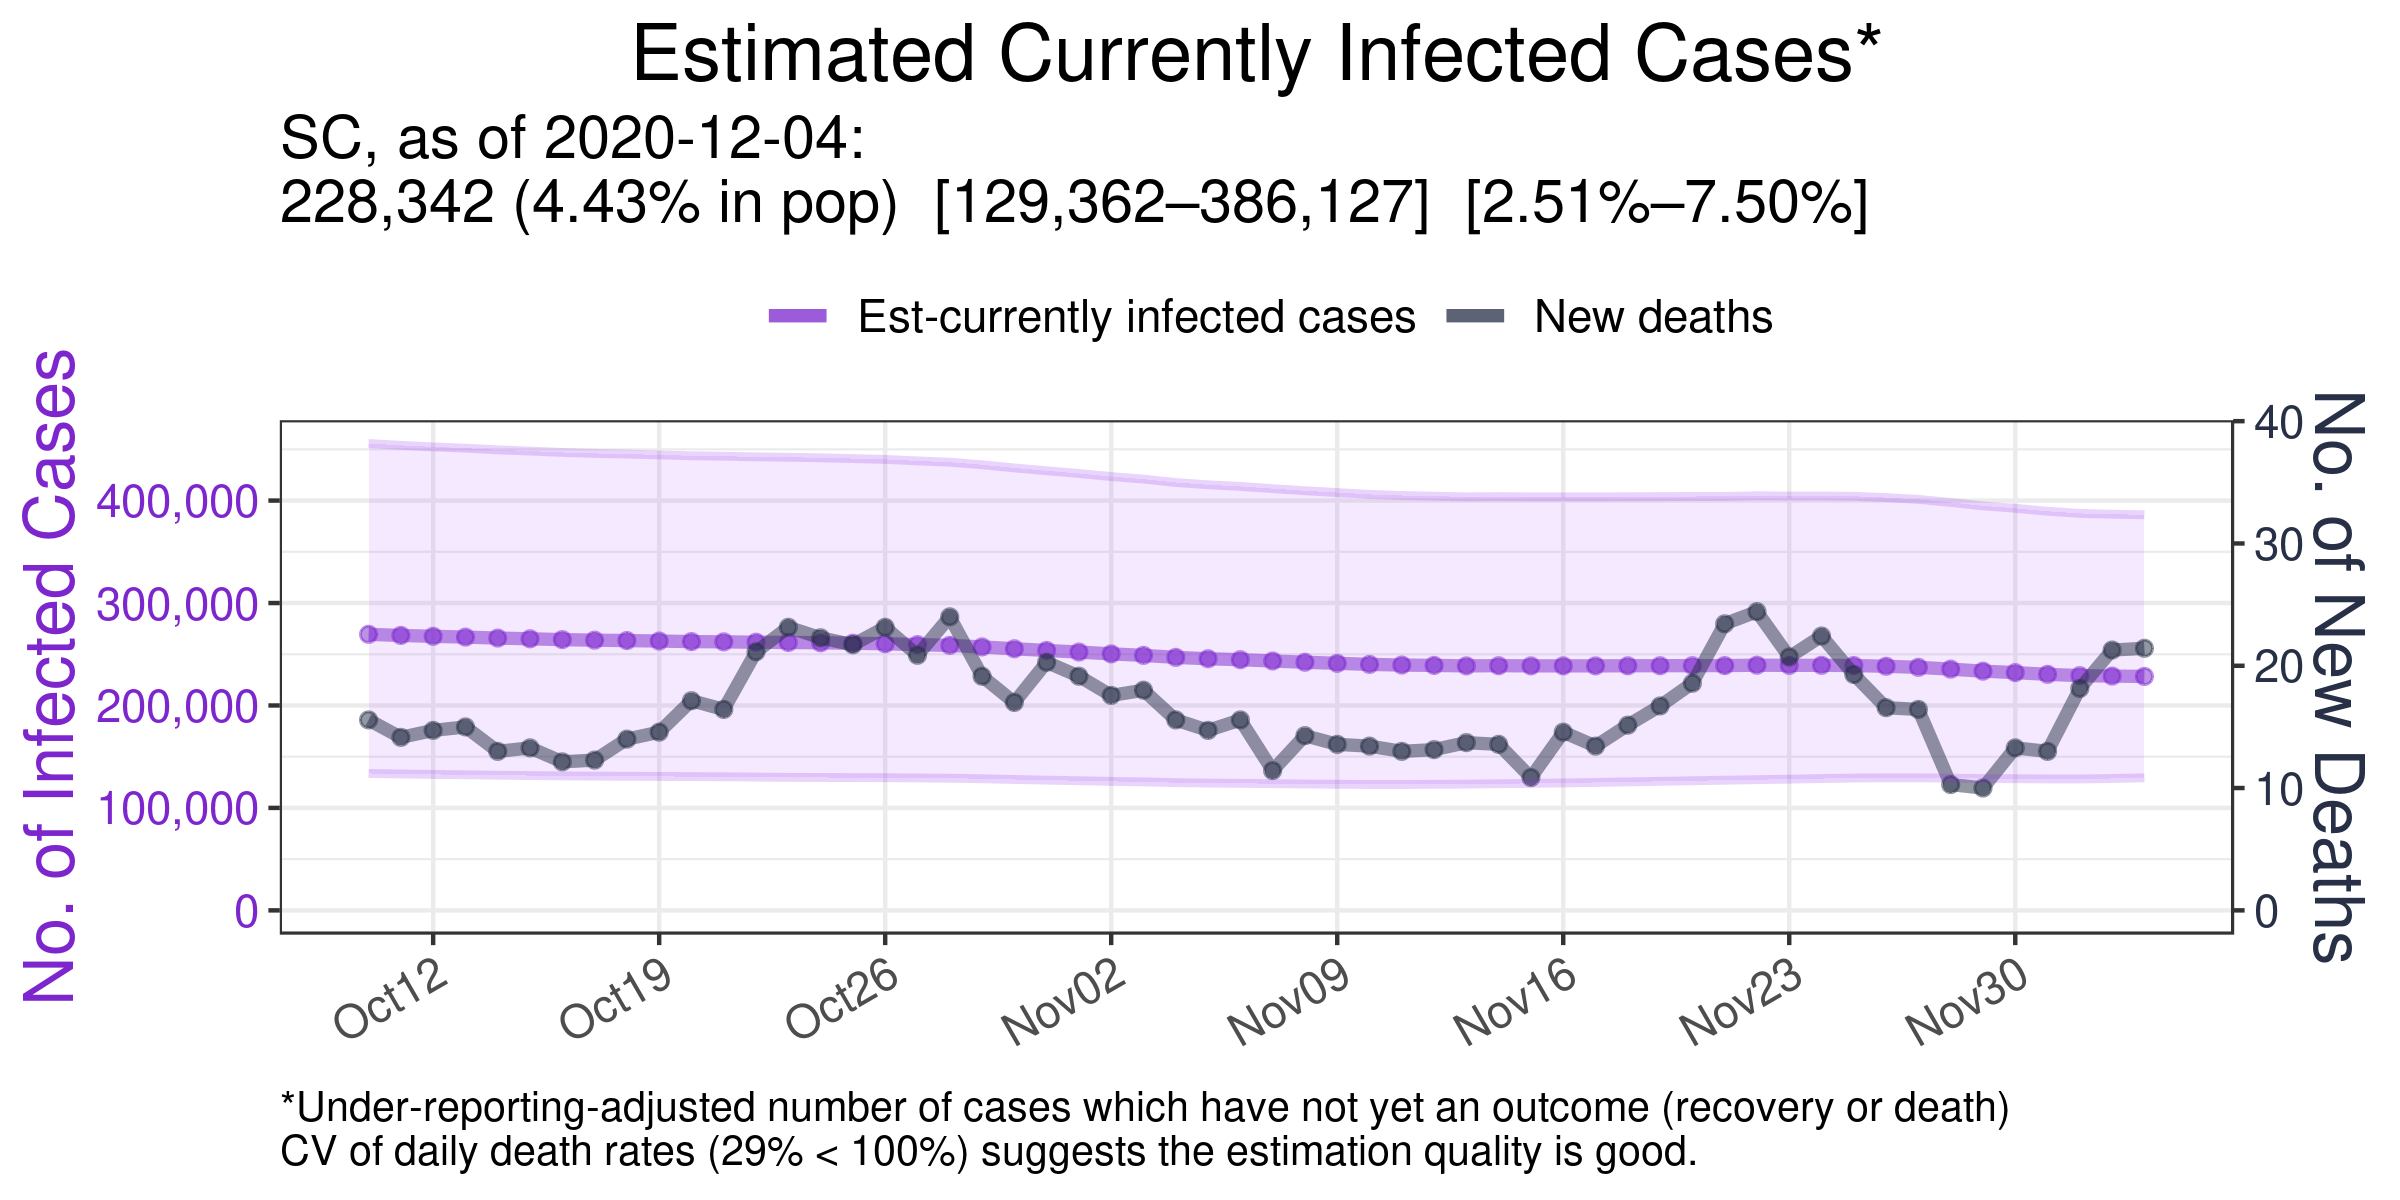 Estimated Currently Infected Cases*
SC, as of 2020-12-04:
228,342 (4.43% in pop)  [129,362–386,127]  [2.51%–7.50%]
Est-currently infected cases
New deaths
No. of Infected Cases
400,000
300,000
200,000
100,000
0
40
30
20
10
0
No. of New Deaths
Oct12
Oct19
Oct26
Nov02
Nov09
Nov16
Nov23
Nov30
*Under-reporting-adjusted number of cases which have not yet an outcome (recovery or death)
CV of daily death rates (29% < 100%) suggests the estimation quality is good.